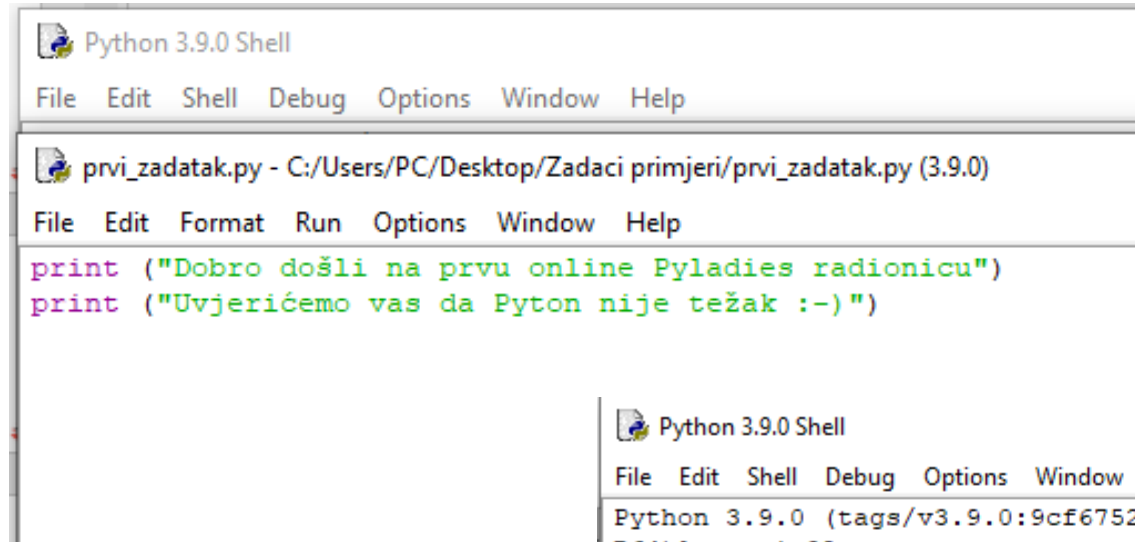 Python 3.9.0 Shell
File Edit Shell Debug Options Window Help
prvi_zadatak.py - C:/Users/PC/Desktop/Zadaci primjeri/prvi_zadatak.py (3.9.0)
File Edit Format Run Options Window Help
print ("Dobro došli na prvu online Pyladies radionicu")
print ("Uvjerićemo vas da Pyton nije težak :-)")
Python 3.9.0 Shell
File Edit Shell Debug Options Window
Python 3.9.0 (tags/v3.9.0:9cf6752